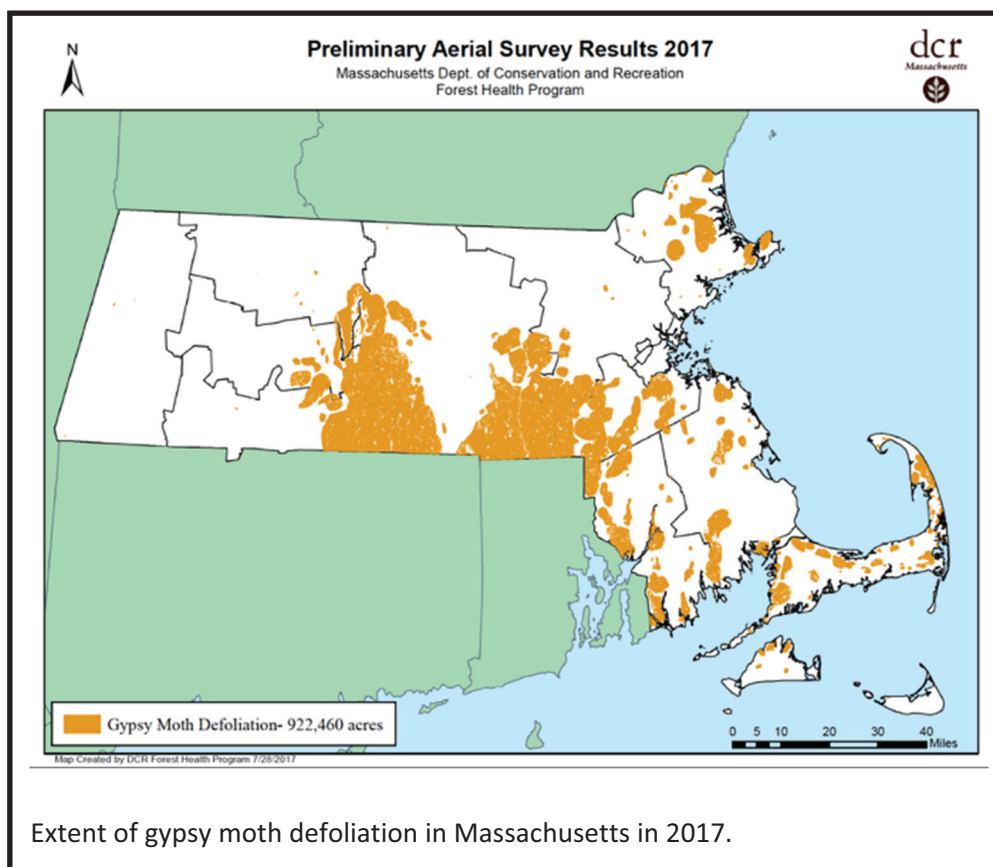 N
Preliminary Aerial Survey Results 2017
Massachusetts Dept. of Conservation and Recreation
Forest Health Program
dcr
Massachusetts
Gypsy Moth Defoliation- 922,460 acres
0 5 10 20 30 40
Miles
Map Created by DCR Forest Health Program 7/28/2017
Extent of gypsy moth defoliation in Massachusetts in 2017.